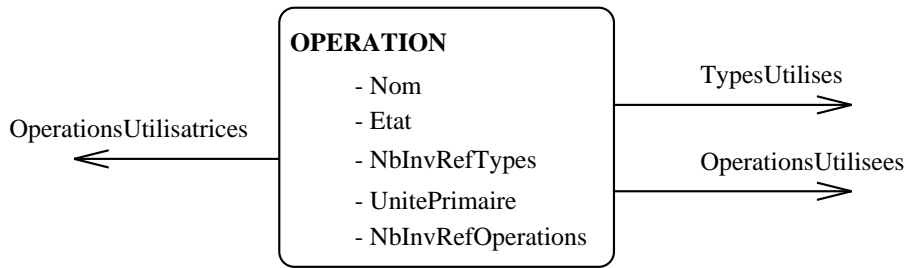 OPERATION
- Nom
- Etat
- NbInvRefTypes
- UnitePrimaire
- NbInvRefOperations
OperationsUtilisatrices
TypesUtilises
OperationsUtilisees